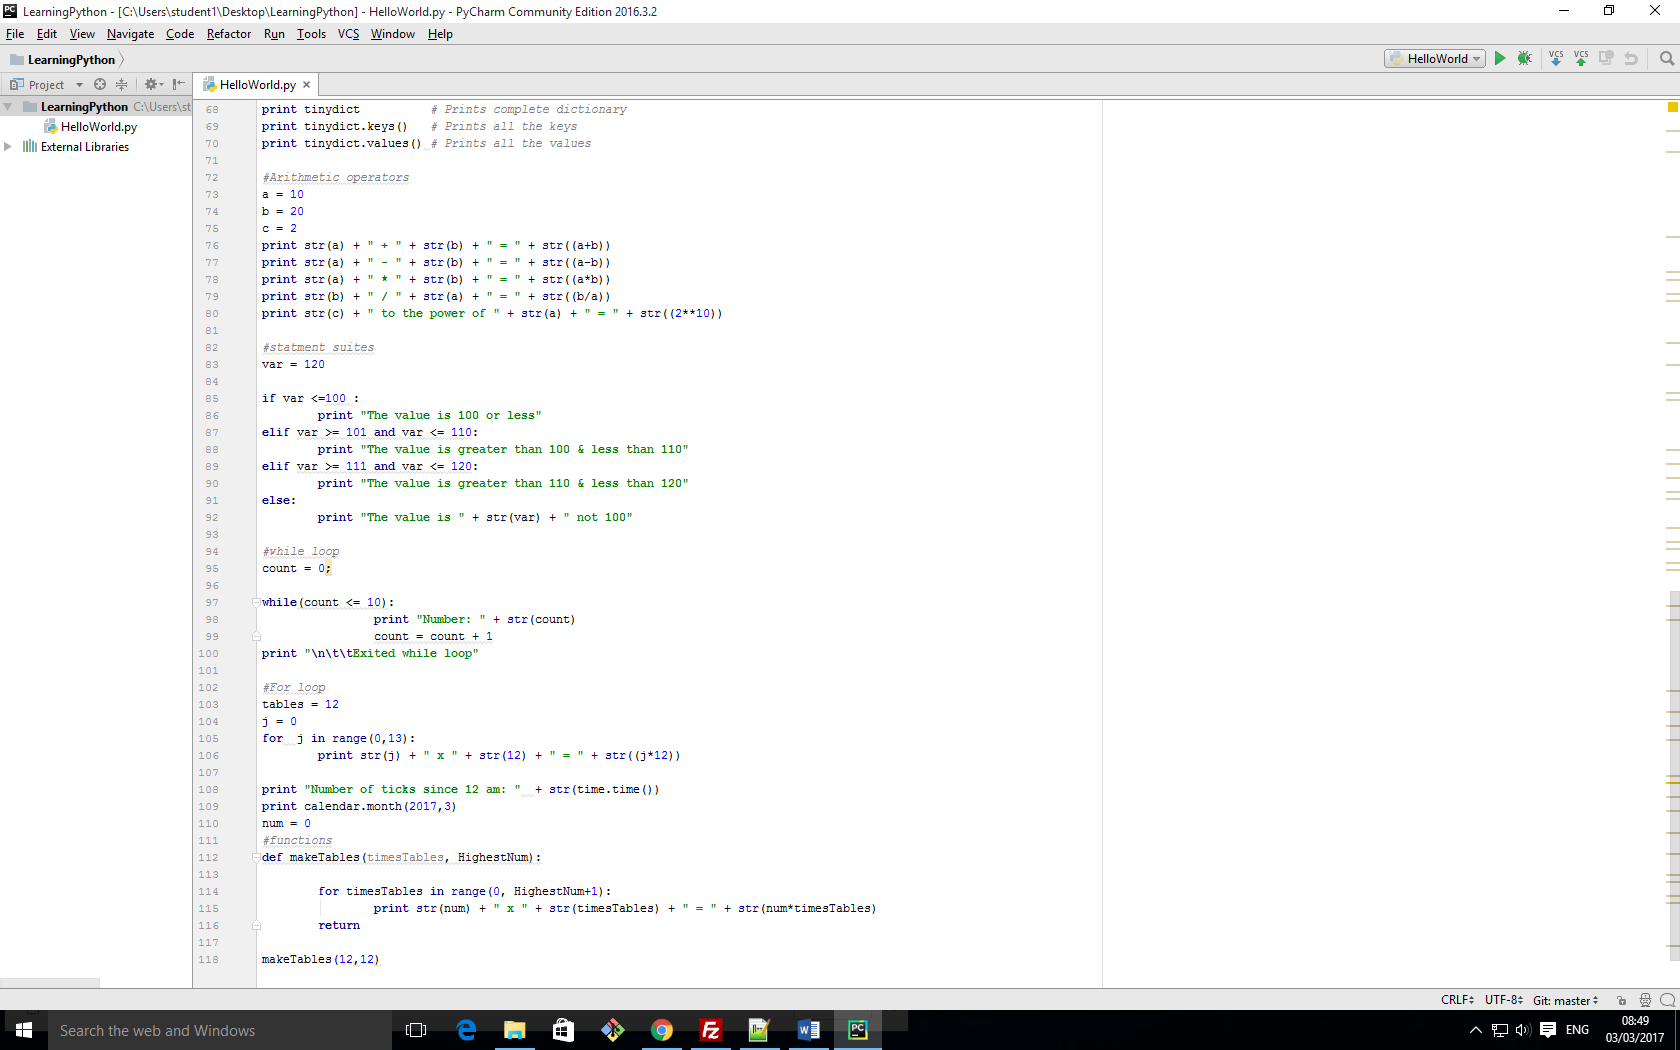 LearningPython - [C:\Users\student1\Desktop\LearningPython] - HelloWorld.py - PyCharm Community Edition 2016.3.2
File Edit View Navigate Code Refactor Run Tools VCS Window Help
LearningPython HelloWorld VCS VCS
Project HelloWorld.py ×
LearningPython C:\Users\st
HelloWorld.py
External Libraries
68 print tinydict # Prints complete dictionary
69 print tinydict.keys() # Prints all the keys
70 print tinydict.values() # Prints all the values
71
72 #Arithmetic operators
73 a = 10
74 b = 20
75 c = 2
76 print str(a) + " + " + str(b) + " = " + str((a+b))
77 print str(a) + " - " + str(b) + " = " + str((a-b))
78 print str(a) + " * " + str(b) + " = " + str((a*b))
79 print str(b) + " / " + str(a) + " = " + str((b/a))
80 print str(c) + " to the power of " + str(a) + " = " + str((2**10))
81
82 #statment suites
83 var = 120
84
85 if var <=100 :
86 print "The value is 100 or less"
87 elif var >= 101 and var <= 110:
88 print "The value is greater than 100 & less than 110"
89 elif var >= 111 and var <= 120:
90 print "The value is greater than 110 & less than 120"
91 else:
92 print "The value is " + str(var) + " not 100"
93
94 #while loop
95 count = 0;
96
97 while(count <= 10):
98 print "Number: " + str(count)
99 count = count + 1
100 print "\n\t\tExited while loop"
101
102 #For loop
103 tables = 12
104 j = 0
105 for j in range(0,13):
106 print str(j) + " x " + str(12) + " = " + str((j*12))
107
108 print "Number of ticks since 12 am: " + str(time.time())
109 print calendar.month(2017,3)
110 num = 0
111 #functions
112 def makeTables(timesTables, HighestNum):
113
114 for timesTables in range(0, HighestNum+1):
115 print str(num) + " x " + str(timesTables) + " = " + str(num*timesTables)
116 return
117
118 makeTables(12,12)
CRLF UTF-8 Git: master
Search the web and Windows
ENG
08:49
03/03/2017